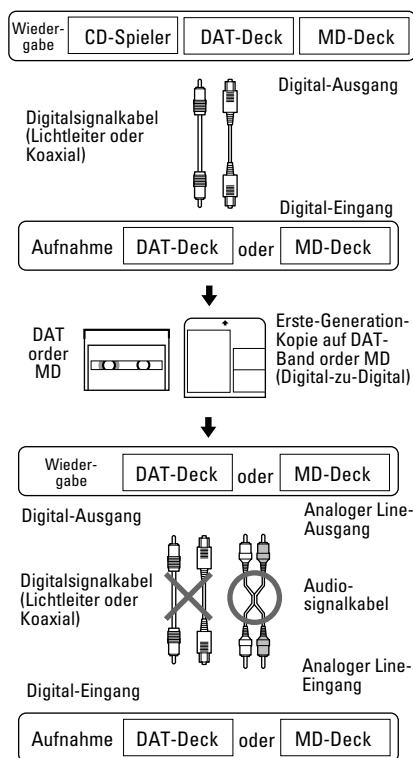 Wieder-
gabe
CD-Spieler
DAT-Deck
MD-Deck
Digital-Ausgang
Digitalsignalkabel
(Lichtleiter oder
Koaxial)
Digital-Eingang
Aufnahme
DAT-Deck
oder
MD-Deck
DAT
order
MD
Erste-Generation-
Kopie auf DAT-
Band order MD
(Digital-zu-Digital)
Wieder-
gabe
DAT-Deck
oder
MD-Deck
Digital-Ausgang
Analoger Line-
Ausgang
Digitalsignalkabel
(Lichtleiter oder
Koaxial)
Audio-
signalkabel
Digital-Eingang
Analoger Line-
Eingang
Aufnahme
DAT-Deck
oder
MD-Deck